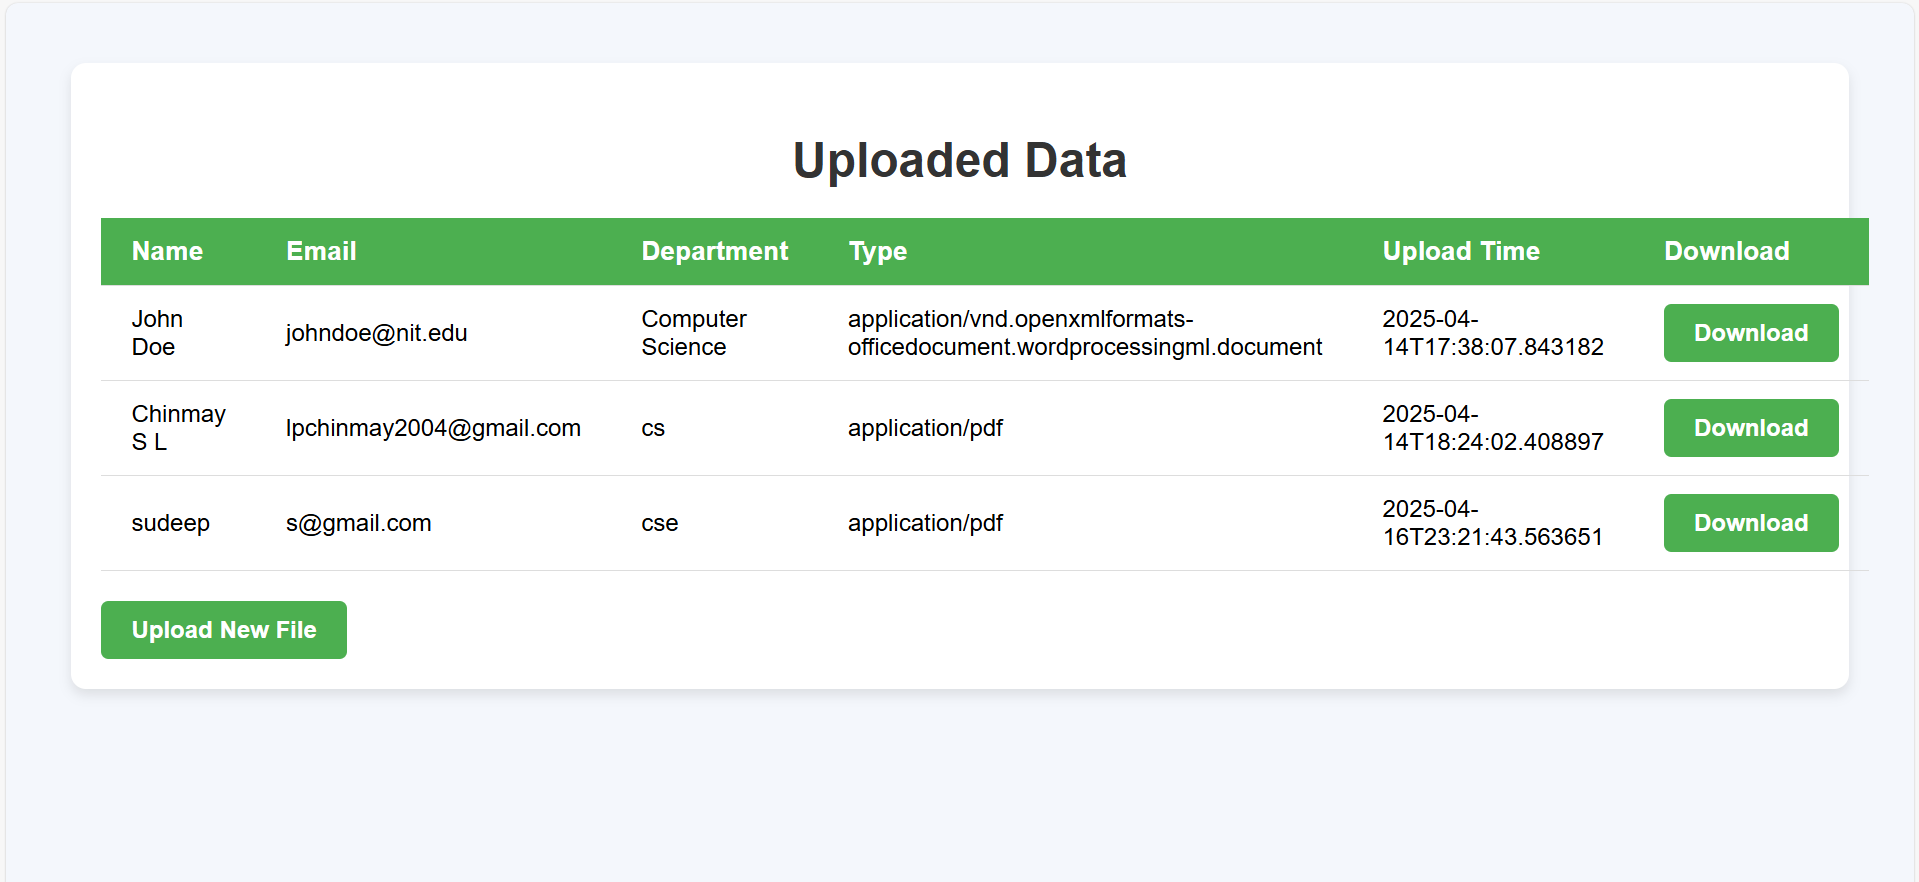 Uploaded Data
Name Email Department Type Upload Time Download
John
Doe
johndoe@nit.edu
Computer
Science
application/vnd.openxmlformats-
officedocument.wordprocessingml.document
2025-04-
14T17:38:07.843182
Download
Chinmay
S L
lpchinmay2004@gmail.com
cs
application/pdf
2025-04-
14T18:24:02.408897
Download
sudeep
s@gmail.com
cse
application/pdf
2025-04-
16T23:21:43.563651
Download
Upload New File